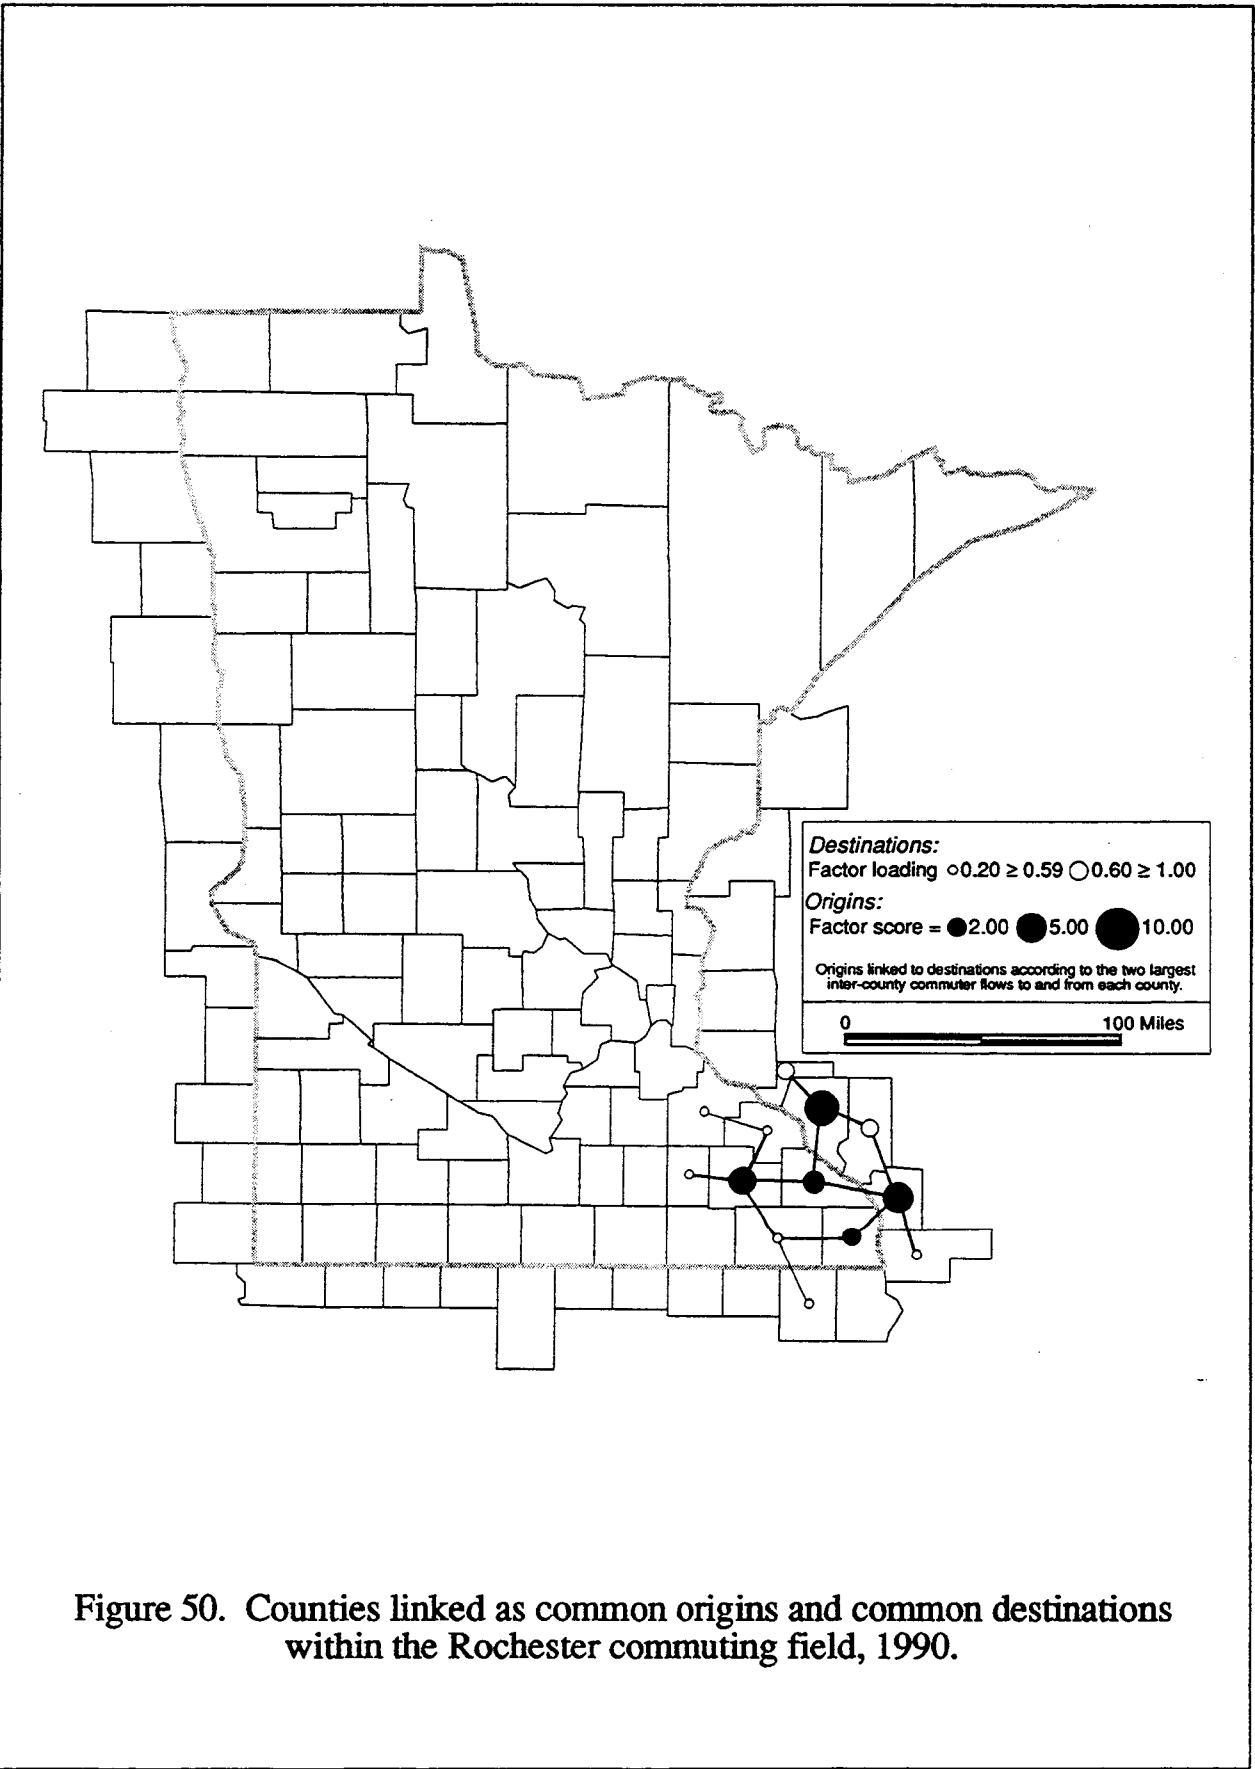 Destinations:
Factor loading 0.20 ≥ 0.59 0.60 ≥ 1.00
Origins:
Factor score = 2.00 5.00 10.00
Origins linked to destinations according to the two largest
inter-county commuter flows to and from each county.
0 100 Miles
Figure 50. Counties linked as common origins and common destinations
within the Rochester commuting field, 1990.